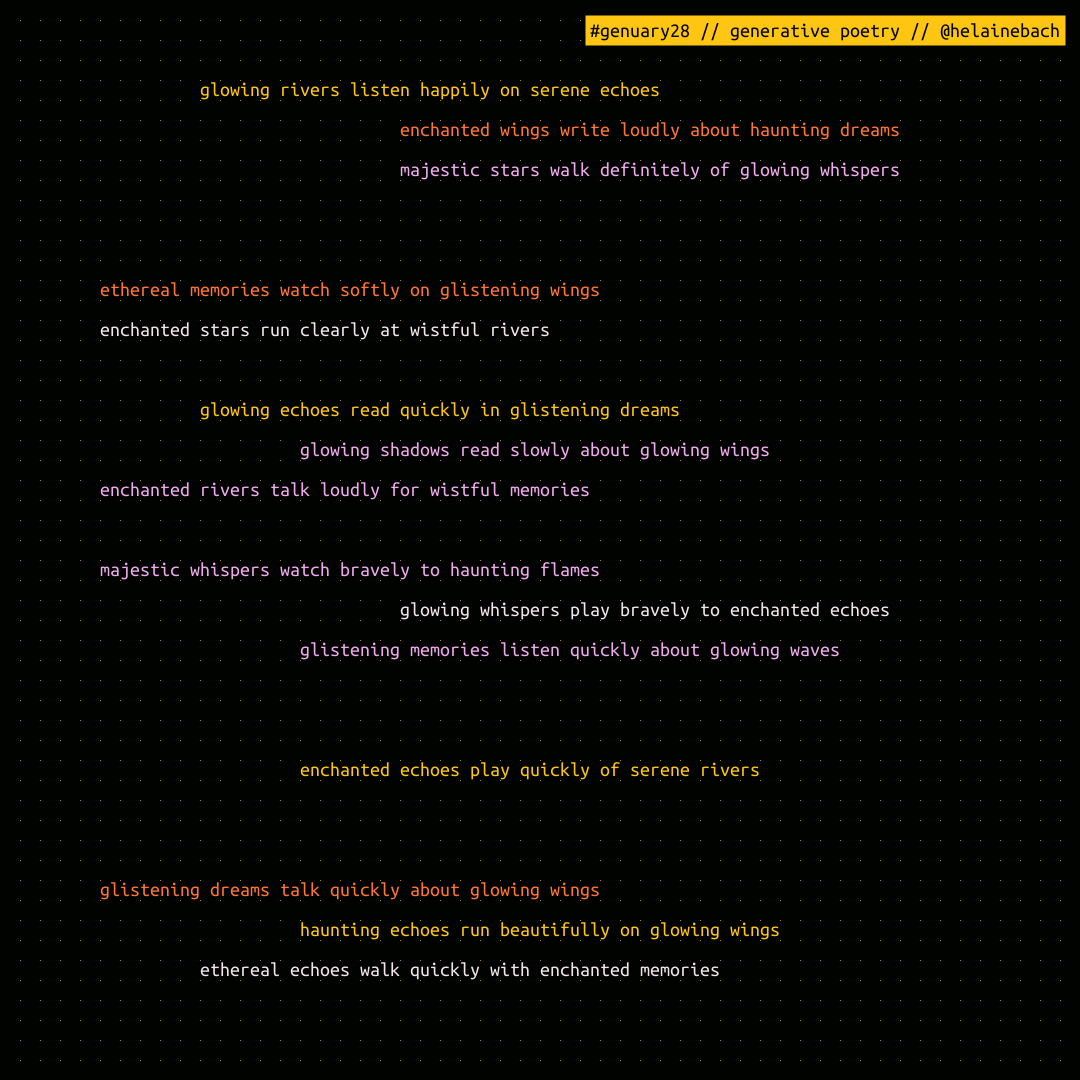 #genuary28 // generative poetry // @helainebach
glowing rivers listen happily on serene echoes
enchanted wings write loudly about haunting dreams
majestic stars walk definitely of glowing whispers
ethereal memories watch softly on glistening wings
enchanted stars run clearly at wistful rivers
glowing echoes read quickly in glistening dreams
glowing shadows read slowly about glowing wings
enchanted rivers talk loudly for wistful memories
majestic whispers watch bravely to haunting flames
glowing whispers play bravely to enchanted echoes
glistening memories listen quickly about glowing waves
enchanted echoes play quickly of serene rivers
glistening dreams talk quickly about glowing wings
haunting echoes run beautifully on glowing wings
ethereal echoes walk quickly with enchanted memories